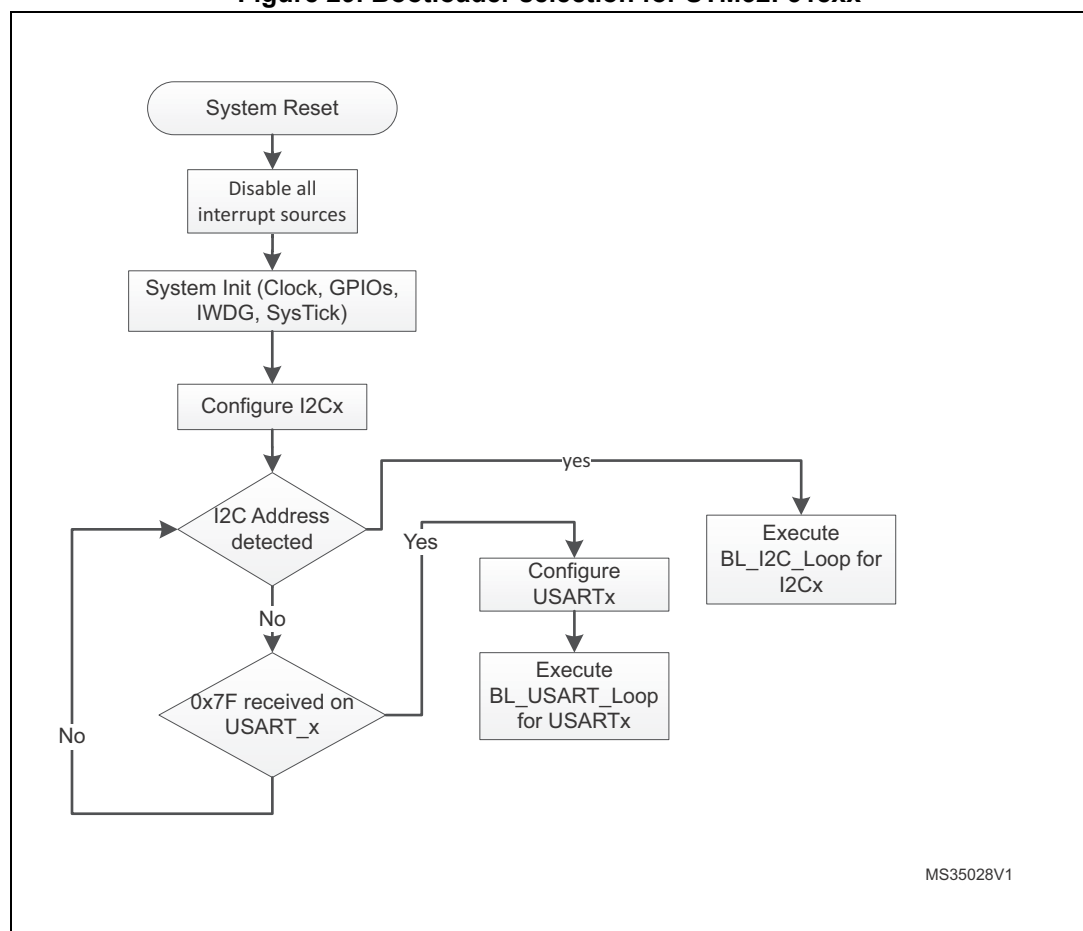 System Reset
Disable all
interrupt sources
System Init (Clock, GPIOs,
IWDG, SysTick)
Configure I2Cx
I2C Address
detected
yes
Execute
BL_I2C_Loop for
I2Cx
Yes
Configure
USARTx
Execute
BL_USART_Loop
for USARTx
No
0x7F received on
USART_x
No
MS35028V1